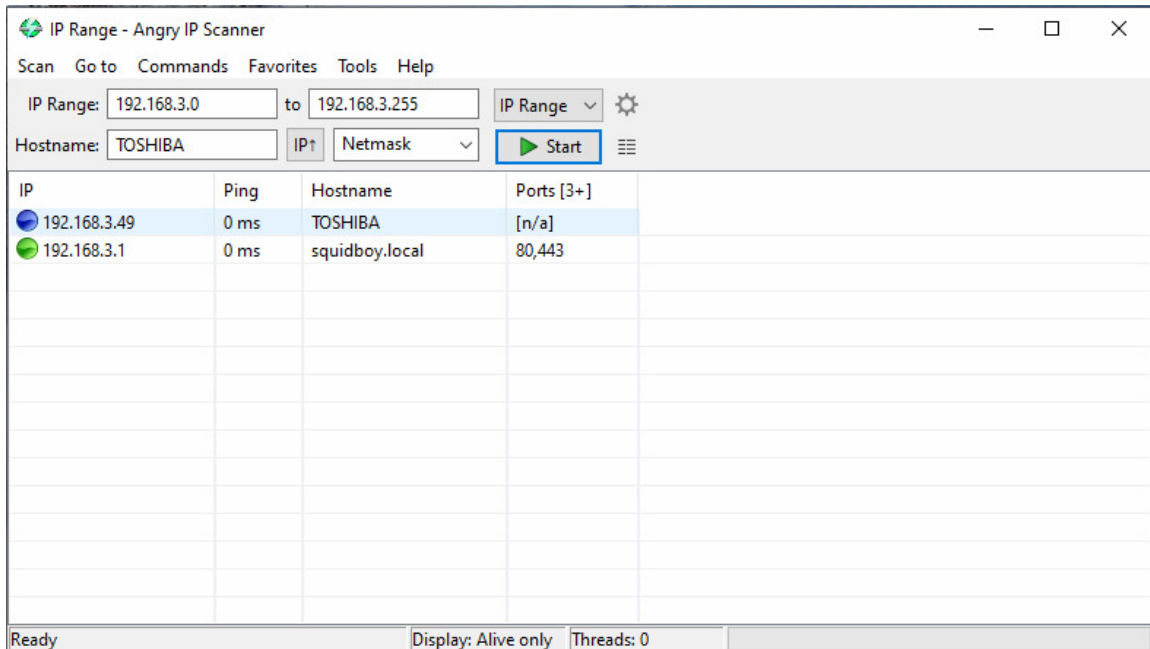 IP Range - Angry IP Scanner
Scan Go to Commands Favorites Tools Help
IP Range: 192.168.3.0 to 192.168.3.255 IP Range
Hostname: TOSHIBA IP↑ Netmask Start
IP Ping Hostname Ports [3+]
192.168.3.49 0 ms TOSHIBA [n/a]
192.168.3.1 0 ms squidboy.local 80,443
Ready Display: Alive only Threads: 0